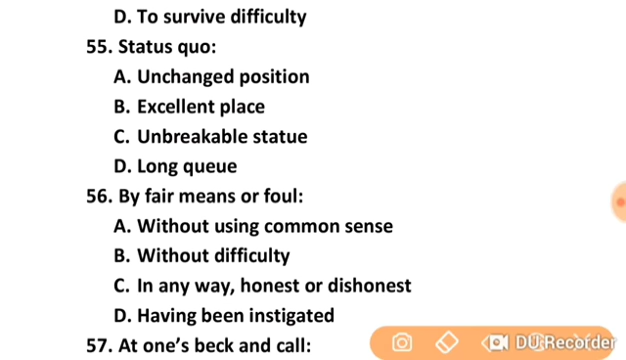 D. To survive difficulty
55. Status quo:
A. Unchanged position
B. Excellent place
C. Unbreakable statue
D. Long queue
56. By fair means or foul:
A. Without using common sense
B. Without difficulty
C. In any way, honest or dishonest
D. Having been instigated
57. At one’s beck and call:
DU Recorder